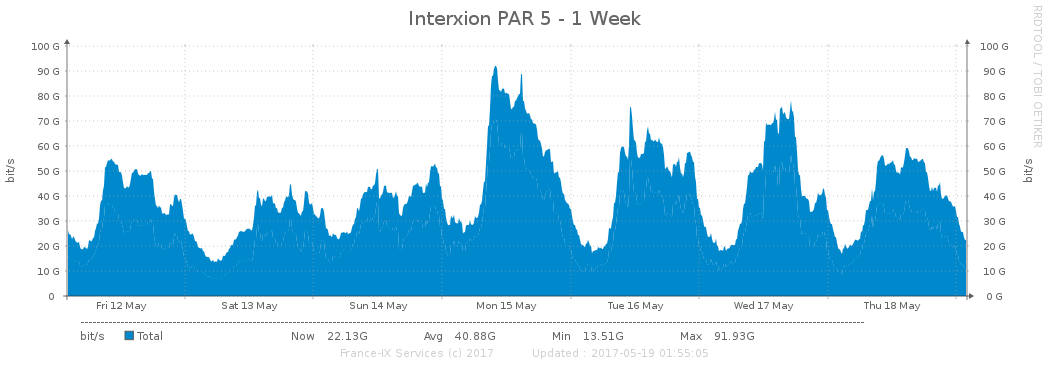 Interxion PAR 5 - 1 Week
RRDTOOL / TOBI OETIKER
100 G 100 G
90 G 90 G
80 G 80 G
70 G 70 G
60 G 60 G
50 G 50 G
40 G 40 G
30 G 30 G
20 G 20 G
10 G 10 G
0 0 G
bit/s
bit/s
Fri 12 May Sat 13 May Sun 14 May Mon 15 May Tue 16 May Wed 17 May Thu 18 May
bit/s Total Now 22.13G Avg 40.88G Min 13.51G Max 91.93G
France-IX Services (c) 2017 Updated : 2017-05-19 01:55:05